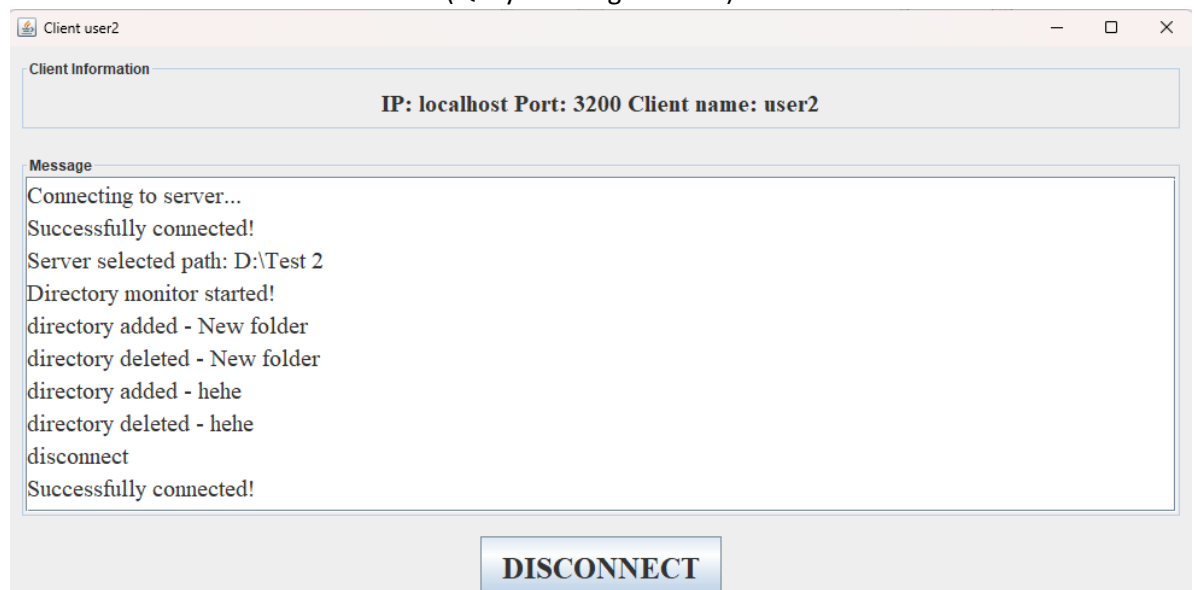 Client user2
Client Information
IP: localhost Port: 3200 Client name: user2
Message
Connecting to server...
Successfully connected!
Server selected path: D:\Test 2
Directory monitor started!
directory added - New folder
directory deleted - New folder
directory added - hehe
directory deleted - hehe
disconnect
Successfully connected!
DISCONNECT